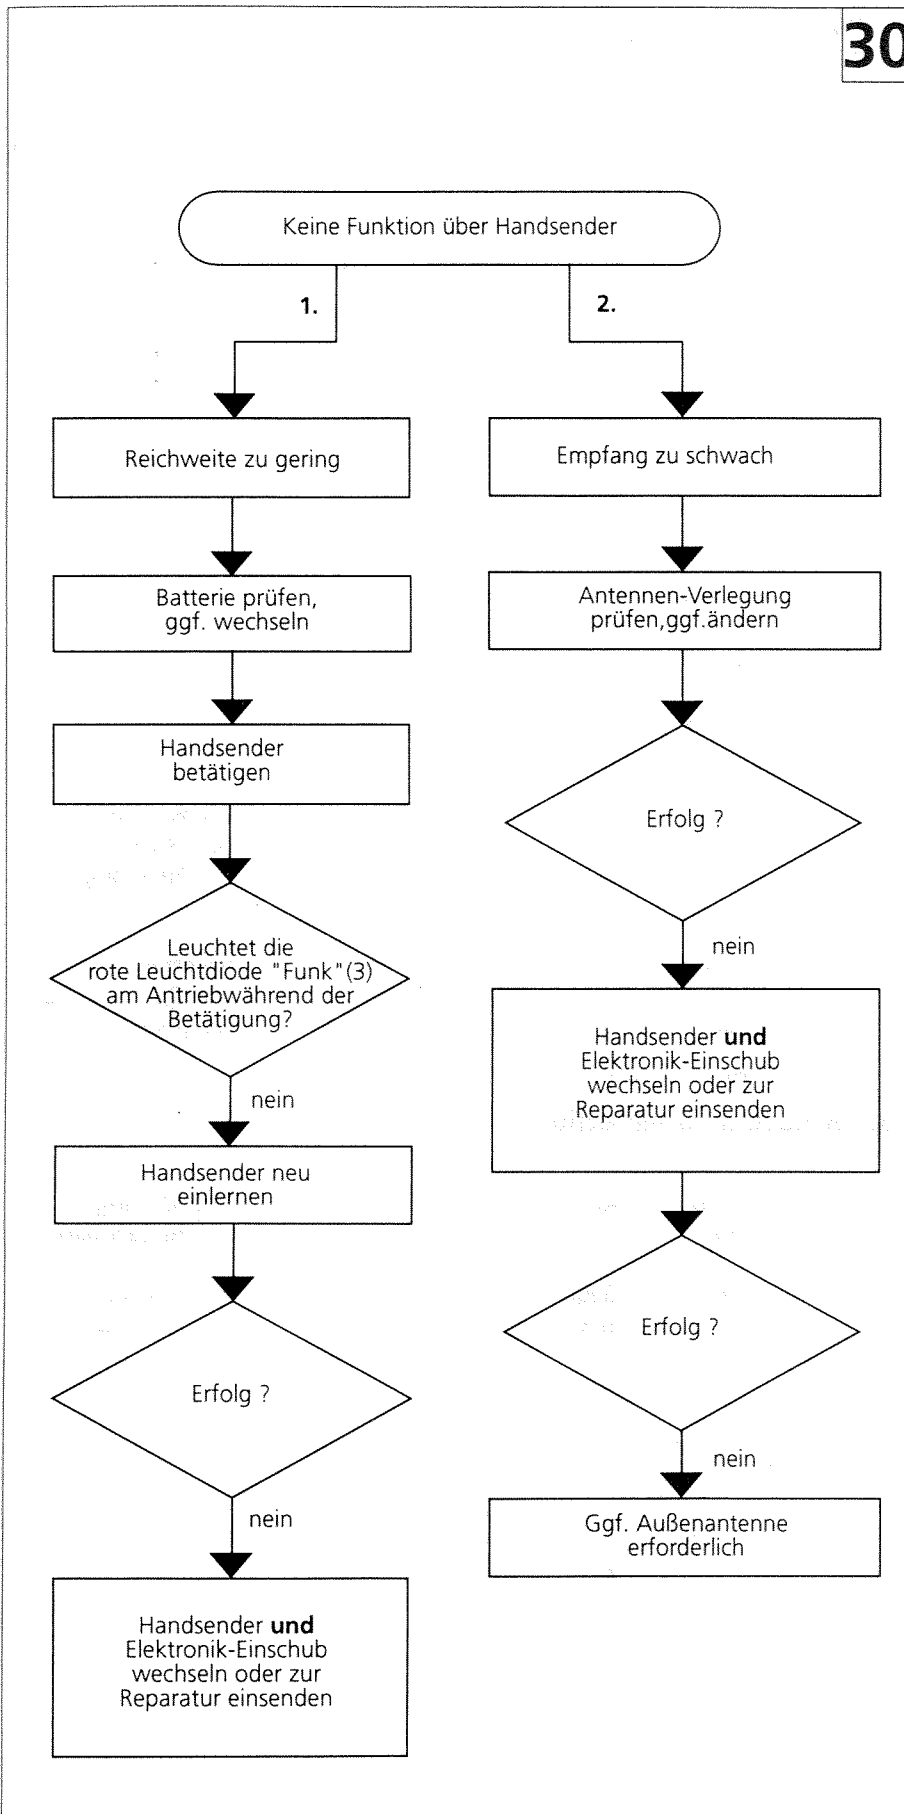 30
Keine Funktion über Handsender
1.
2.
Reichweite zu gering
Batterie prüfen,
ggf. wechseln
Handsender
betätigen
Leuchtet die
rote Leuchtdiode "Funk"(3)
am Antriebwährend der
Betätigung?
nein
Handsender neu
einlernen
Erfolg ?
nein
Handsender und
Elektronik-Einschub
wechseln oder zur
Reparatur einsenden
Empfang zu schwach
Antennen-Verlegung
prüfen,ggf.ändern
Erfolg ?
nein
Handsender und
Elektronik-Einschub
wechseln oder zur
Reparatur einsenden
Erfolg ?
nein
Ggf. Außenantenne
erforderlich